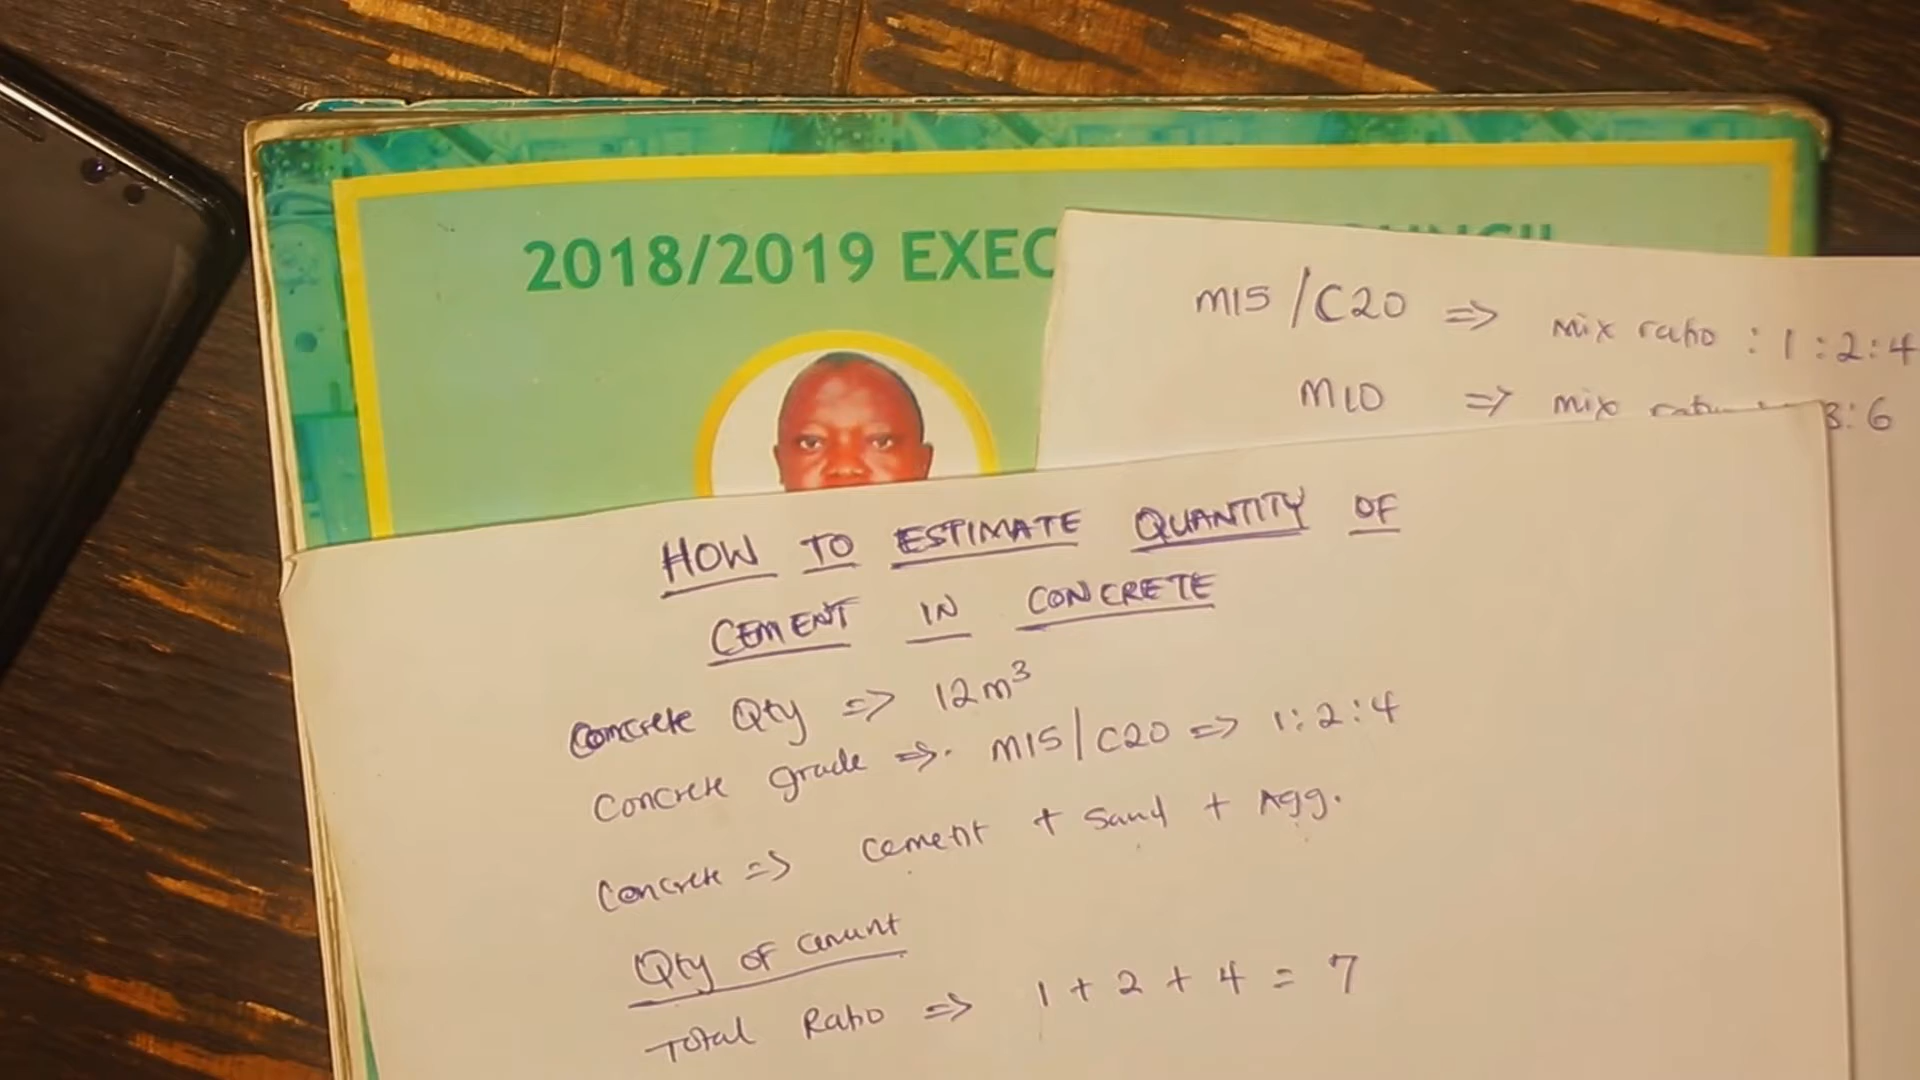 2018/2019 EXEC
M15/C20 => mix ratio : 1:2:4
M10 => mix 3:6
HOW TO ESTIMATE QUANTITY OF
CEMENT IN CONCRETE
Concrete Qty => 12m³
Concrete grade =>. M15/C20 => 1:2:4
Concrete => Cement + Sand + Agg.
Qty of cement
Total Ratio => 1 + 2 + 4 = 7